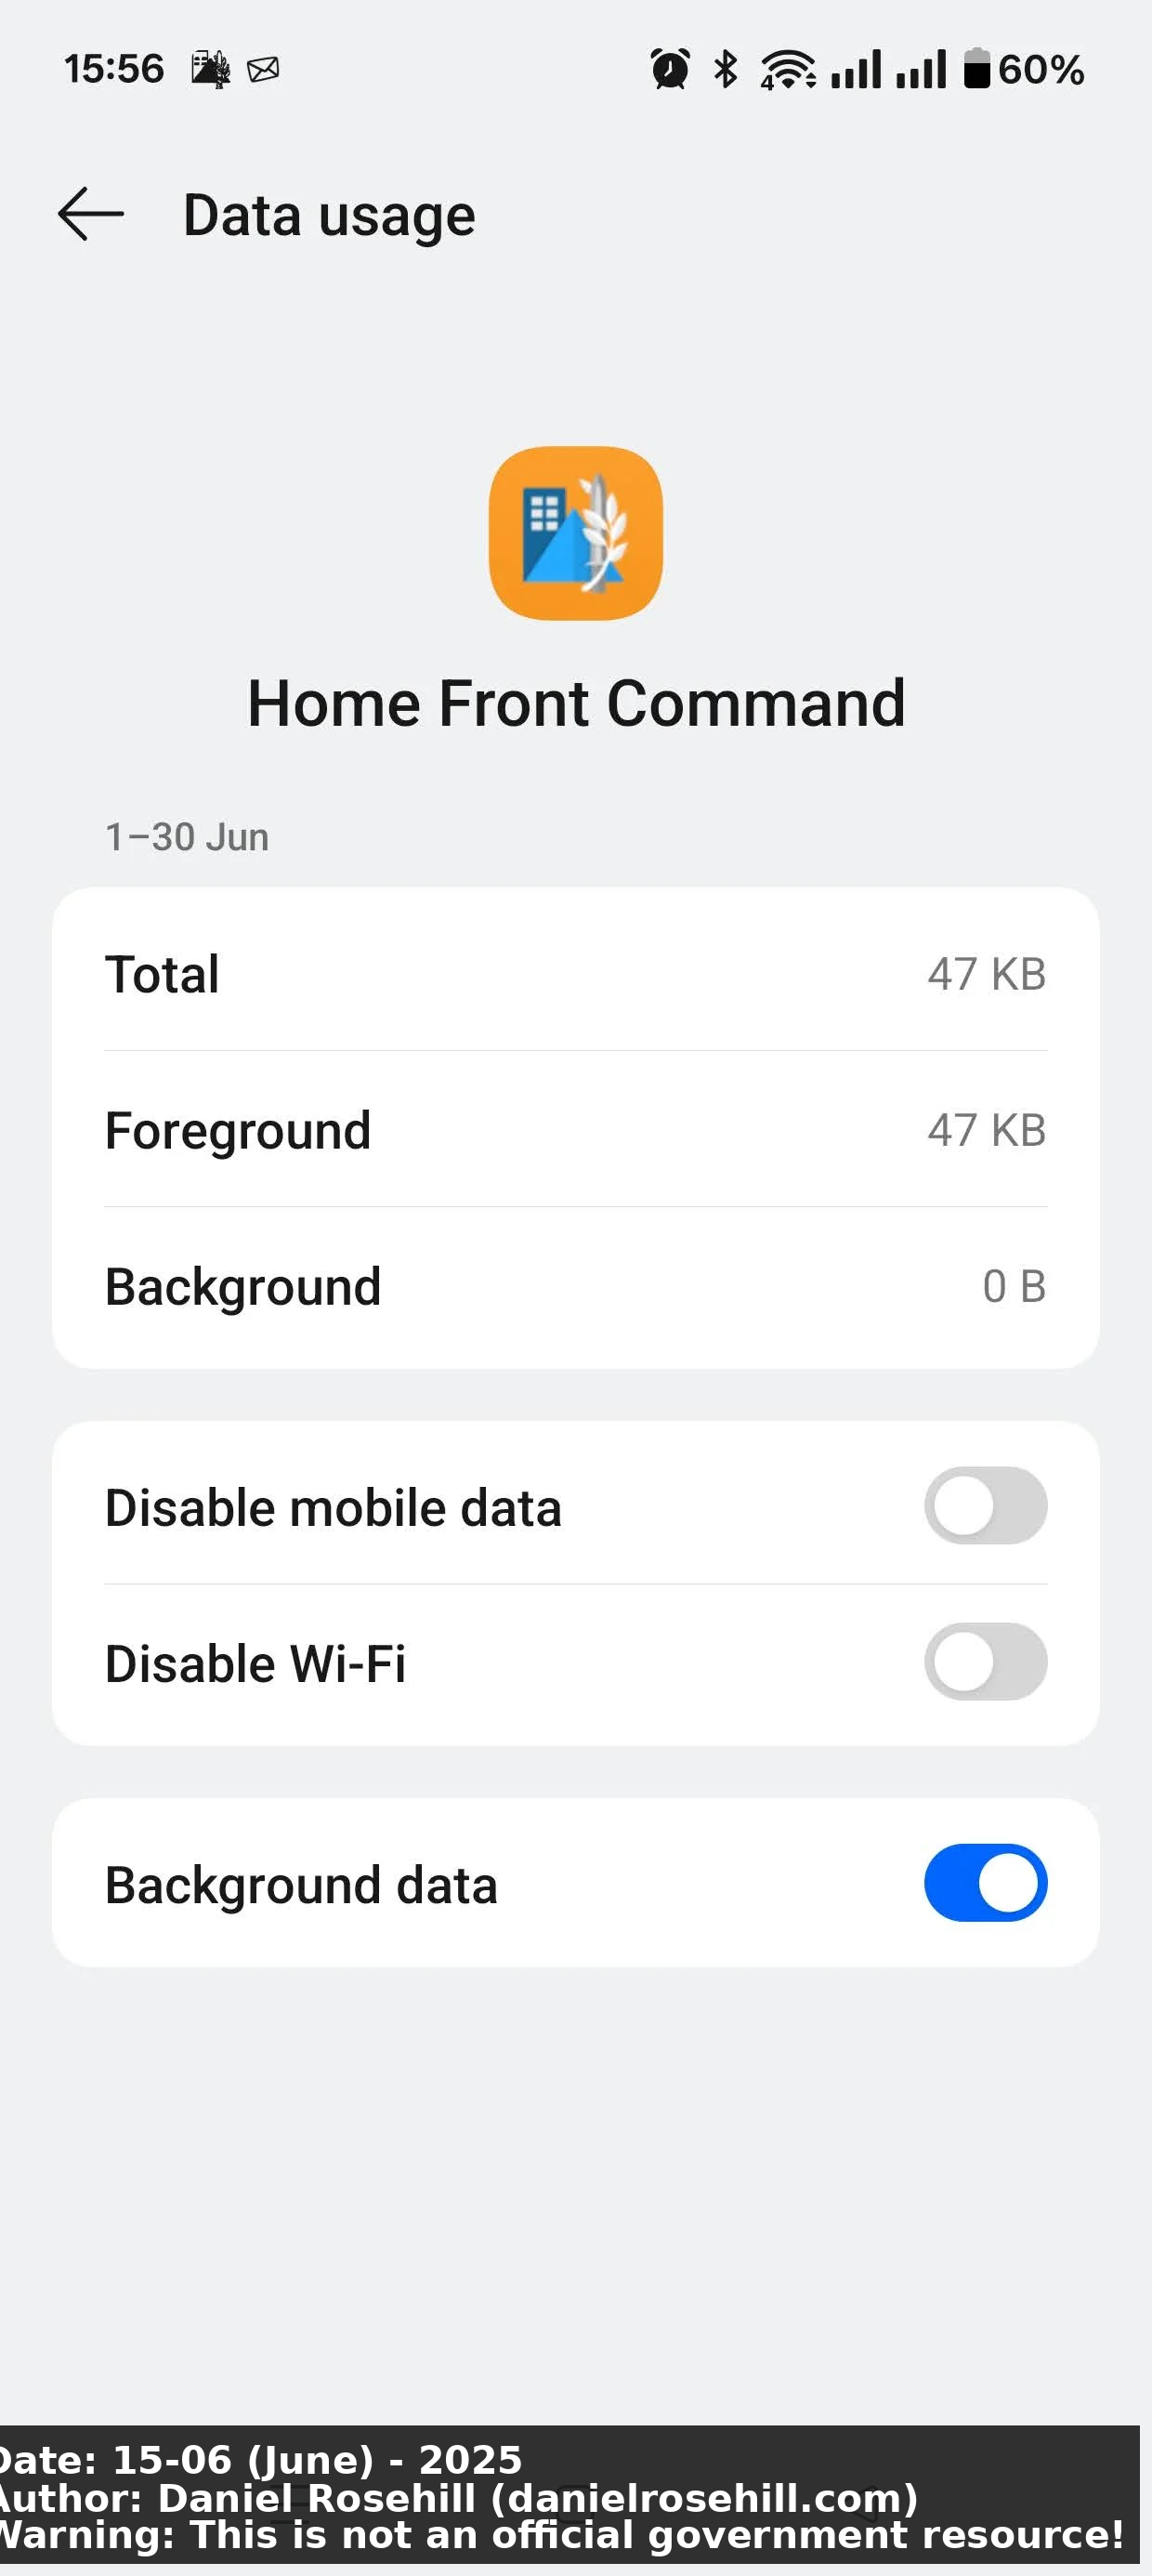 15:56
4
60%
Data usage
Home Front Command
1–30 Jun
Total 47 KB
Foreground 47 KB
Background 0 B
Disable mobile data
Disable Wi-Fi
Background data
Date: 15-06 (June) - 2025
Author: Daniel Rosehill (danielrosehill.com)
Warning: This is not an official government resource!